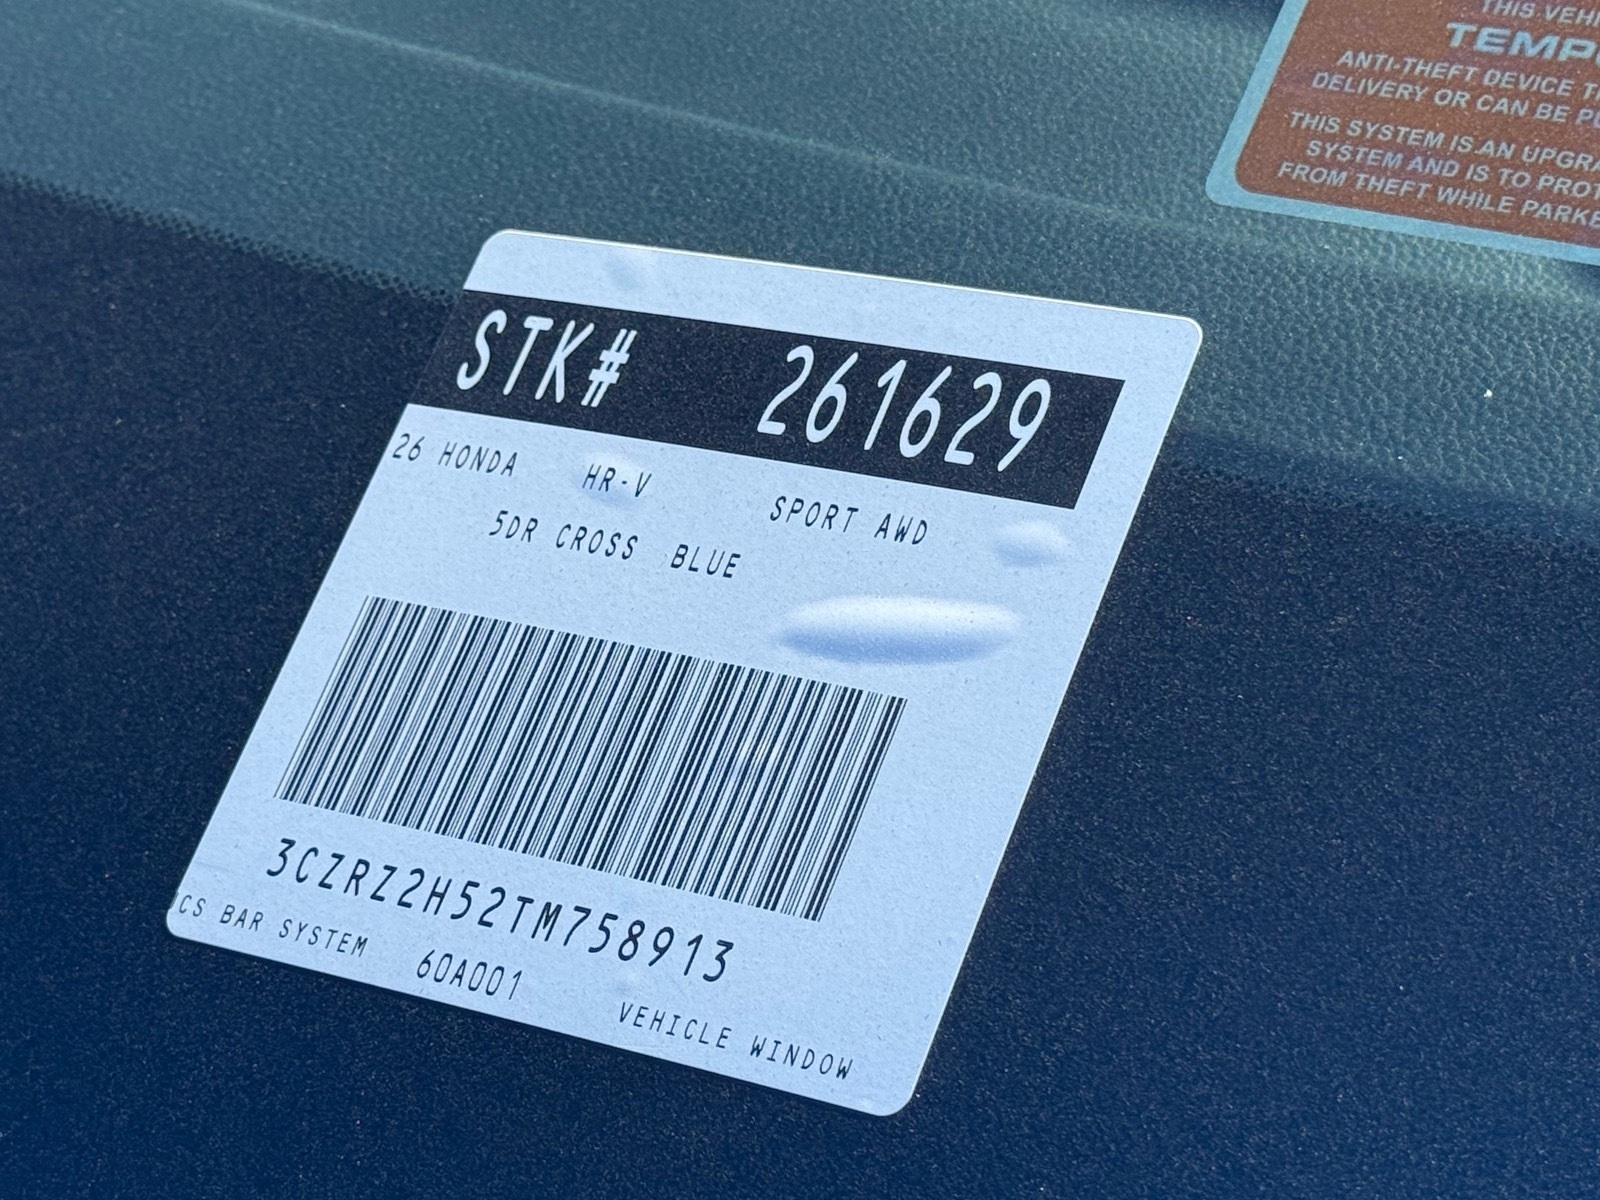 THIS VEHI
TEMP
ANTI-THEFT DEVICE
DELIVERY OR CAN BE
THIS SYSTEM IS AN UPGRA
SYSTEM AND IS TO PROT
FROM THEFT WHILE PARKE
STK# 261629
26 HONDA HR-V SPORT AWD
5DR CROSS BLUE
3CZRZ2H52TM758913
CS BAR SYSTEM 60A001 VEHICLE WINDOW